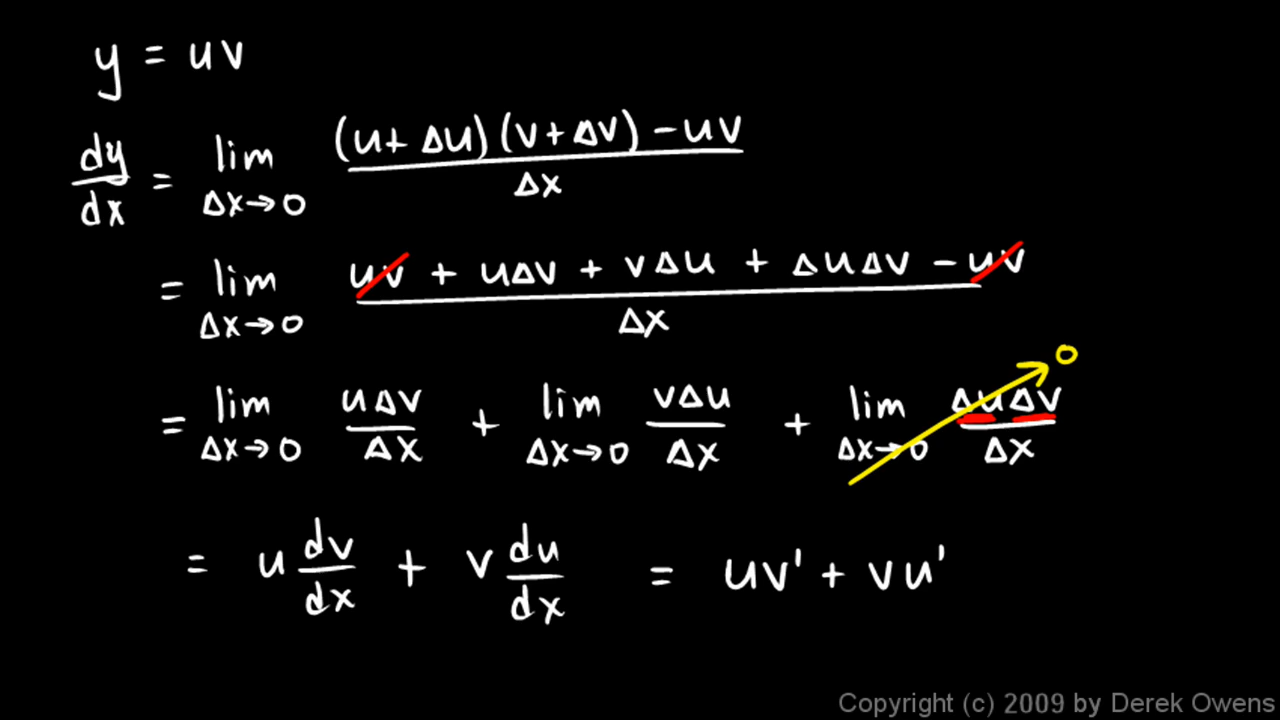 y = uv
dy/dx = lim Δx→0 (u + Δu)(v + Δv) − uv / Δx
= lim Δx→0 uv + uΔv + vΔu + ΔuΔv − uv / Δx
= lim Δx→0 uΔv/Δx + lim Δx→0 vΔu/Δx + lim Δx→0 ΔuΔv/Δx 0
= u dv/dx + v du/dx = uv' + vu'
Copyright (c) 2009 by Derek Owens